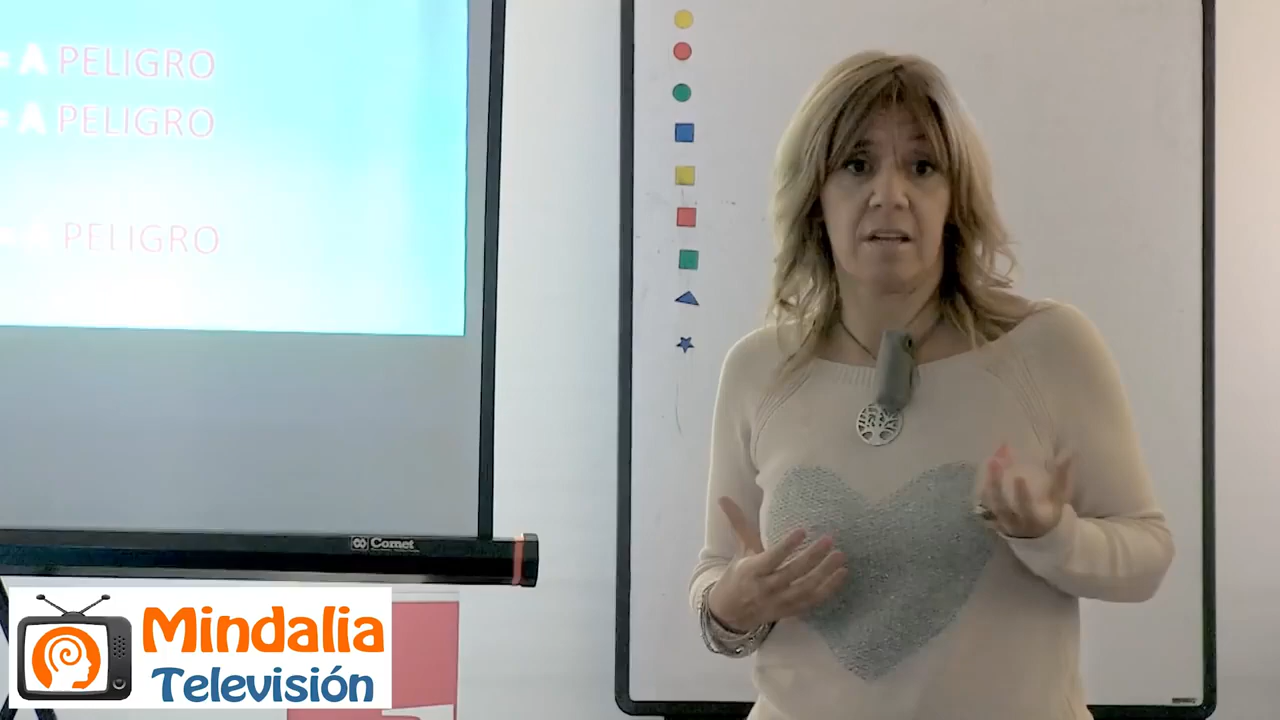 = A PELIGRO
= A PELIGRO
= A PELIGRO
Comet
Mindalia
Televisión